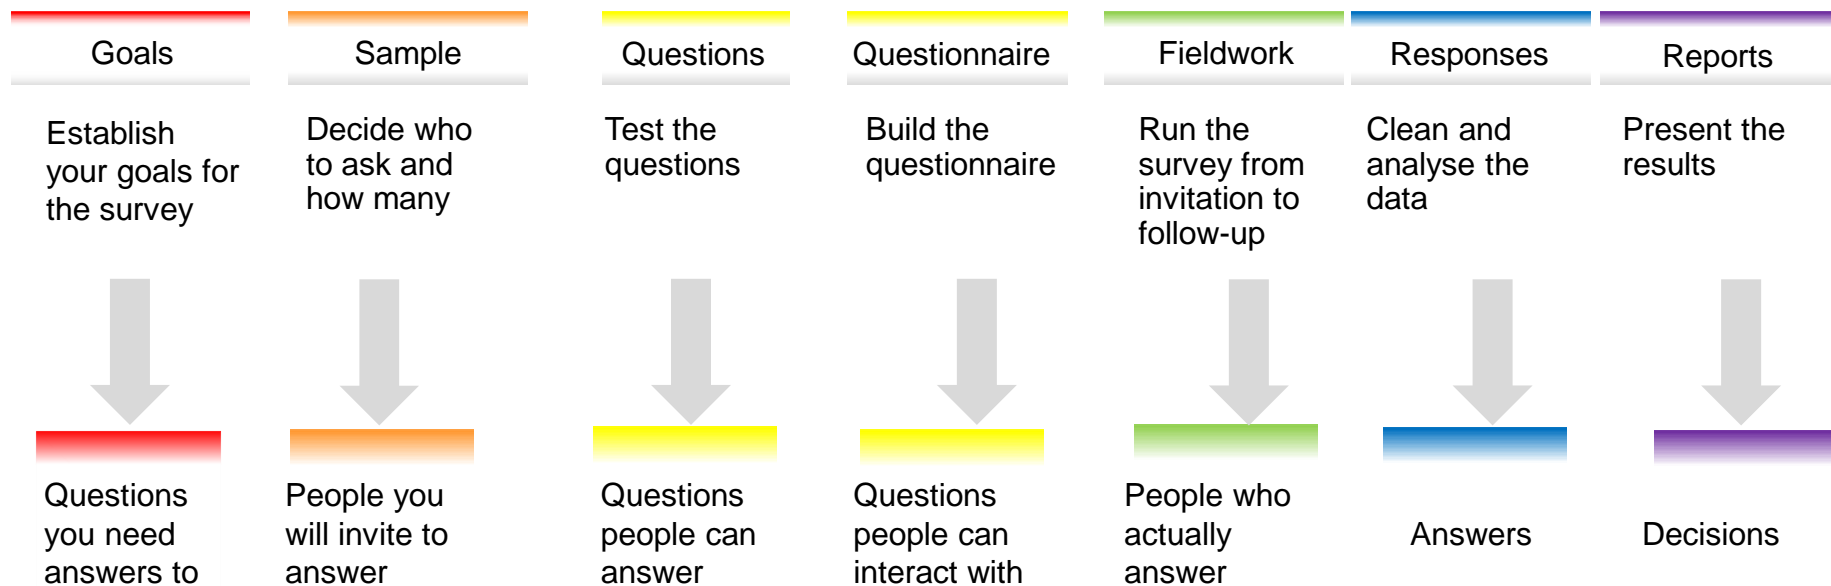 Goals
Sample
Questions
Questionnaire
Fieldwork
Responses
Reports
Establish
your goals for
the survey
Decide who
to ask and
how many
Test the
questions
Build the
questionnaire
Run the
survey from
invitation to
follow-up
Clean and
analyse the
data
Present the
results
Questions
you need
answers to
People you
will invite to
answer
Questions
people can
answer
Questions
people can
interact with
People who
actually
answer
Answers
Decisions